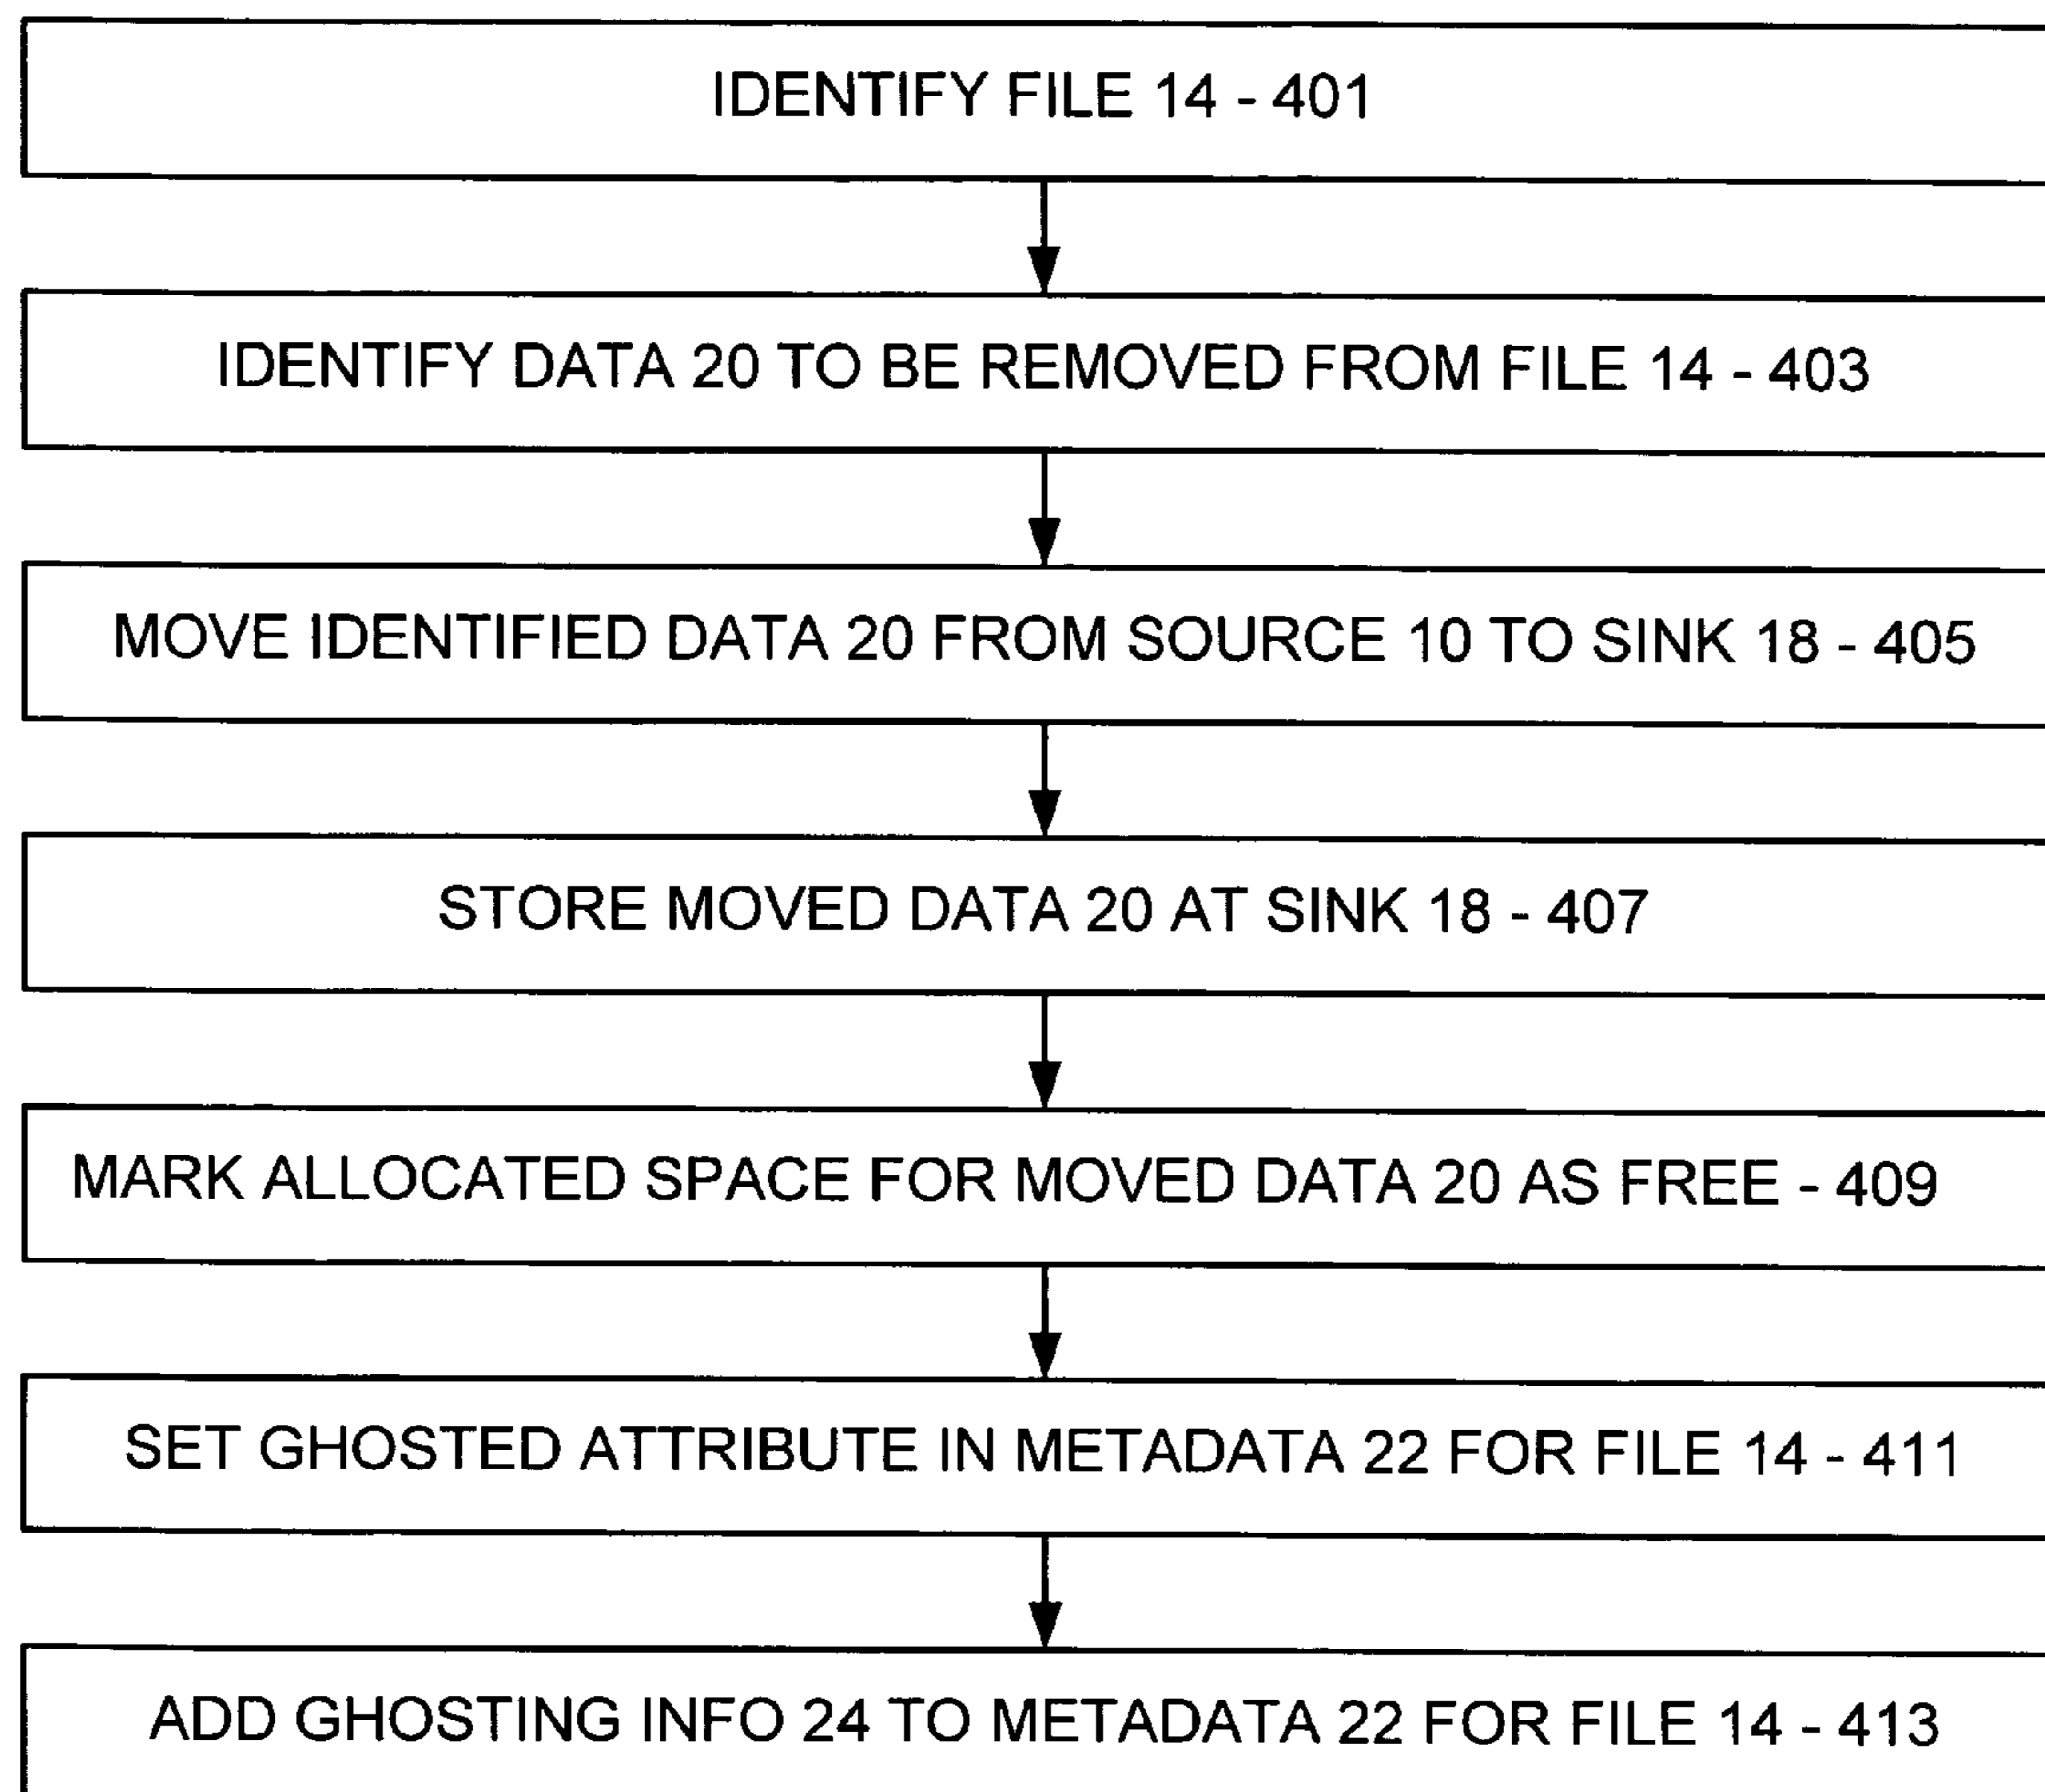 IDENTIFY FILE 14 - 401
IDENTIFY DATA 20 TO BE REMOVED FROM FILE 14 - 403
MOVE IDENTIFIED DATA 20 FROM SOURCE 10 TO SINK 18 - 405
STORE MOVED DATA 20 AT SINK 18 - 407
MARK ALLOCATED SPACE FOR MOVED DATA 20 AS FREE - 409
SET GHOSTED ATTRIBUTE IN METADATA 22 FOR FILE 14 - 411
ADD GHOSTING INFO 24 TO METADATA 22 FOR FILE 14 - 413